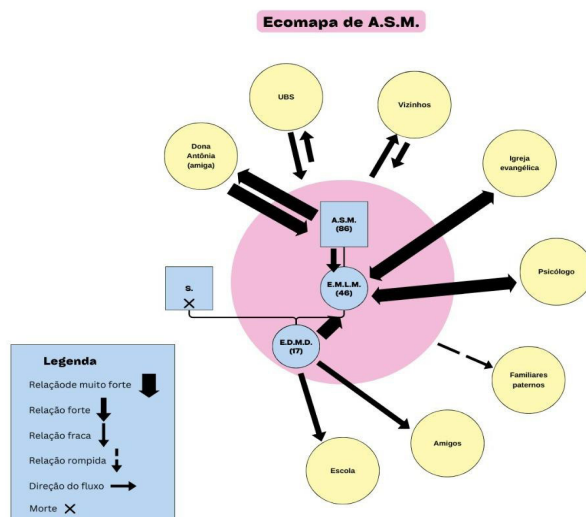 Ecomapa de A.S.M.
UBS
Vizinhos
Dona
Antônia
(amiga)
Igreja
evangélica
A.S.M.
(86)
Psicólogo
S.
E.M.L.M.
(46)
E.D.M.D.
(17)
Familiares
paternos
Amigos
Escola
Legenda
Relaçãode muito forte
Relação forte
Relação fraca
Relação rompida
Direção do fluxo
Morte